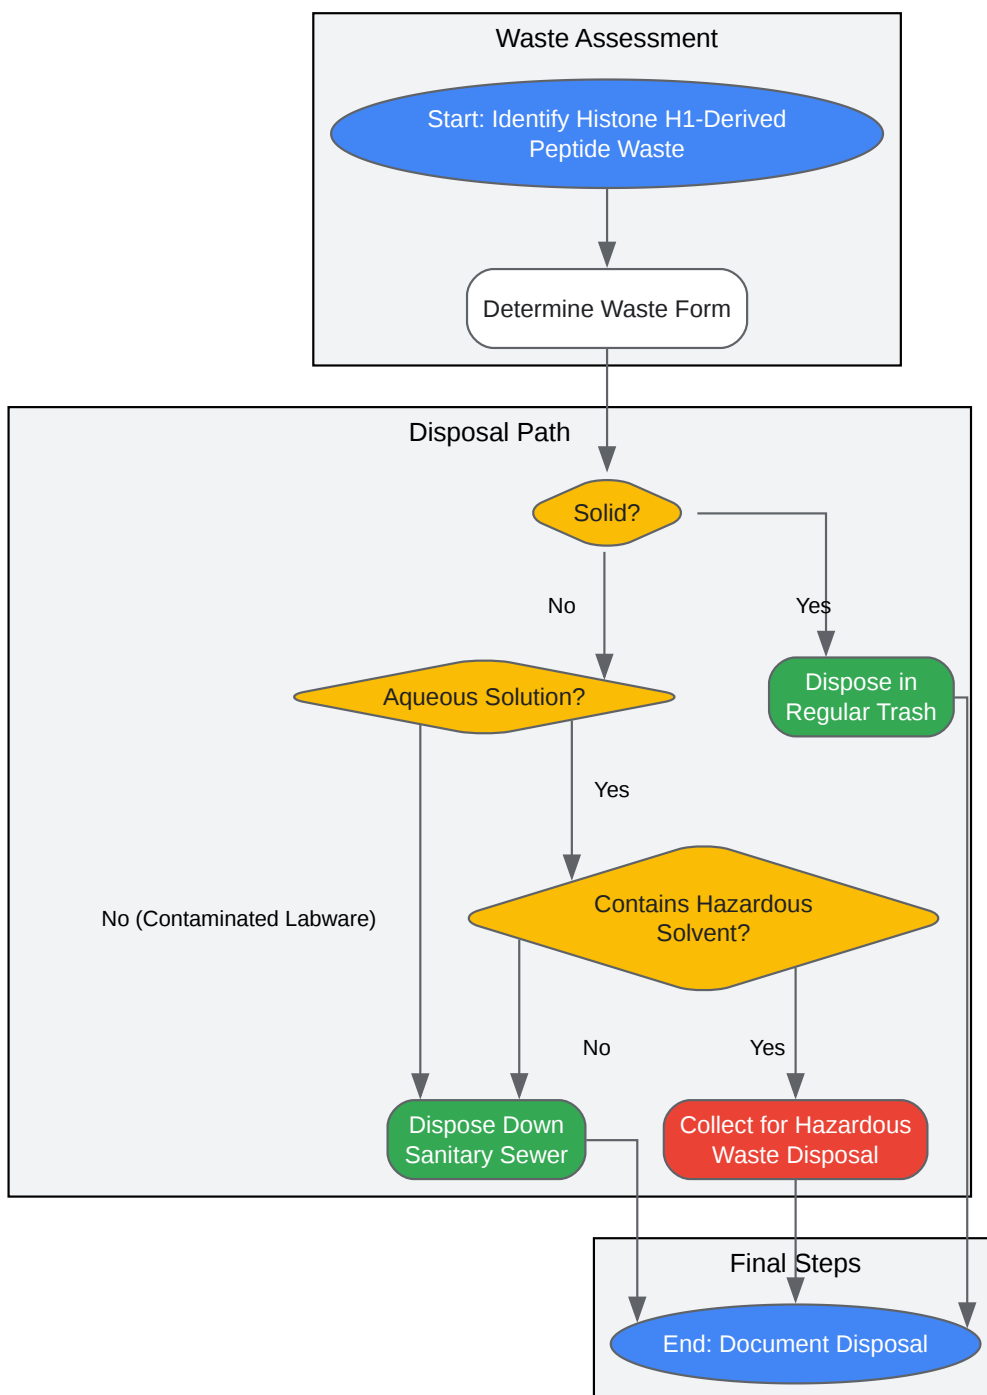 Waste Assessment
Start: Identify Histone H1-Derived
Peptide Waste
Determine Waste Form
Disposal Path
Solid?
No
Yes
Dispose in
Regular Trash
Aqueous Solution?
Yes
No (Contaminated Labware)
Contains Hazardous
Solvent?
No
Yes
Dispose Down
Sanitary Sewer
Collect for Hazardous
Waste Disposal
Final Steps
End: Document Disposal